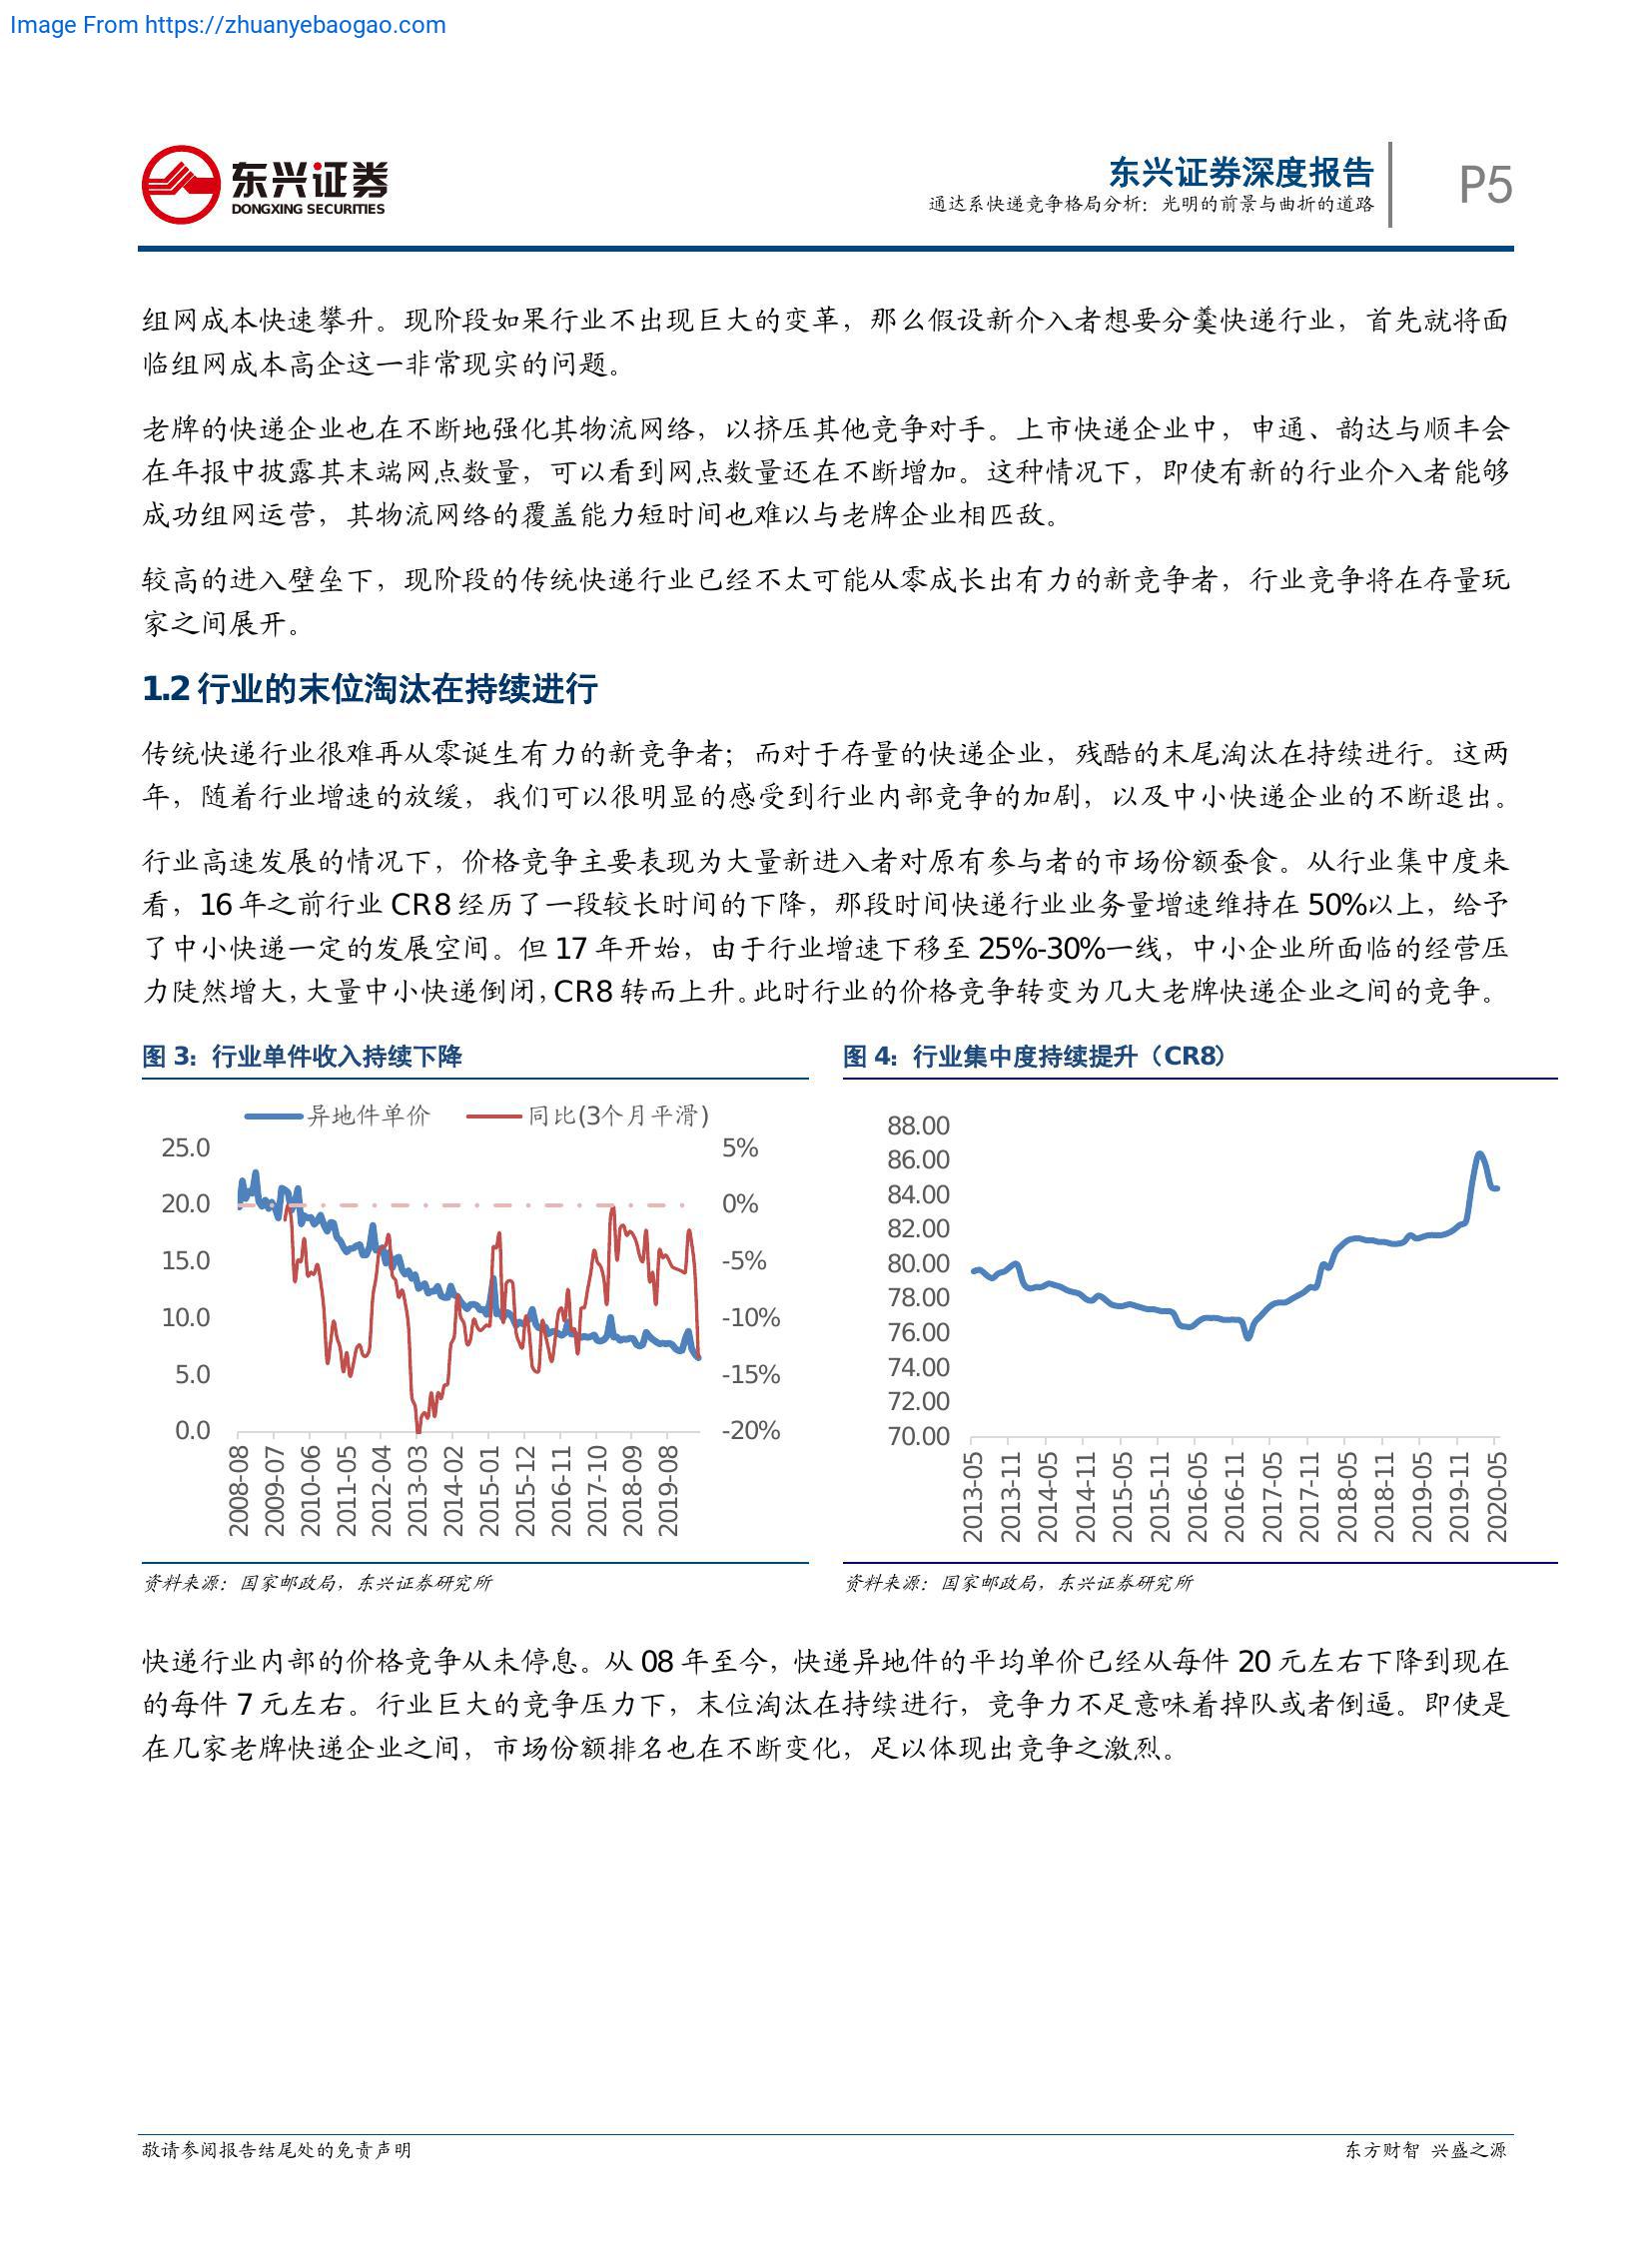 Image From https://zhuanyebaogao.com
东兴证券
DONGXING SECURITIES
东兴证券深度报告
通达系快递竞争格局分析：光明的前景与曲折的道路
P5
组网成本快速攀升。现阶段如果行业不出现巨大的变革，那么假设新介入者想要分羹快递行业，首先就将面
临组网成本高企这一非常现实的问题。
老牌的快递企业也在不断地强化其物流网络，以挤压其他竞争对手。上市快递企业中，申通、韵达与顺丰会
在年报中披露其末端网点数量，可以看到网点数量还在不断增加。这种情况下，即使有新的行业介入者能够
成功组网运营，其物流网络的覆盖能力短时间也难以与老牌企业相匹敌。
较高的进入壁垒下，现阶段的传统快递行业已经不太可能从零成长出有力的新竞争者，行业竞争将在存量玩
家之间展开。
1.2 行业的末位淘汰在持续进行
传统快递行业很难再从零诞生有力的新竞争者；而对于存量的快递企业，残酷的末尾淘汰在持续进行。这两
年，随着行业增速的放缓，我们可以很明显的感受到行业内部竞争的加剧，以及中小快递企业的不断退出。
行业高速发展的情况下，价格竞争主要表现为大量新进入者对原有参与者的市场份额蚕食。从行业集中度来
看，16 年之前行业 CR8 经历了一段较长时间的下降，那段时间快递行业业务量增速维持在 50%以上，给予
了中小快递一定的发展空间。但 17 年开始，由于行业增速下移至 25%-30%一线，中小企业所面临的经营压
力陡然增大，大量中小快递倒闭，CR8 转而上升。此时行业的价格竞争转变为几大老牌快递企业之间的竞争。
图 3：行业单件收入持续下降
异地件单价 同比(3个月平滑)
25.0
20.0
15.0
10.0
5.0
0.0
5%
0%
-5%
-10%
-15%
-20%
2008-08
2009-07
2010-06
2011-05
2012-04
2013-03
2014-02
2015-01
2015-12
2016-11
2017-10
2018-09
2019-08
资料来源：国家邮政局，东兴证券研究所
图 4：行业集中度持续提升（CR8）
88.00
86.00
84.00
82.00
80.00
78.00
76.00
74.00
72.00
70.00
2013-05
2013-11
2014-05
2014-11
2015-05
2015-11
2016-05
2016-11
2017-05
2017-11
2018-05
2018-11
2019-05
2019-11
2020-05
资料来源：国家邮政局，东兴证券研究所
快递行业内部的价格竞争从未停息。从 08 年至今，快递异地件的平均单价已经从每件 20 元左右下降到现在
的每件 7 元左右。行业巨大的竞争压力下，末位淘汰在持续进行，竞争力不足意味着掉队或者倒逼。即使是
在几家老牌快递企业之间，市场份额排名也在不断变化，足以体现出竞争之激烈。
敬请参阅报告结尾处的免责声明
东方财智 兴盛之源